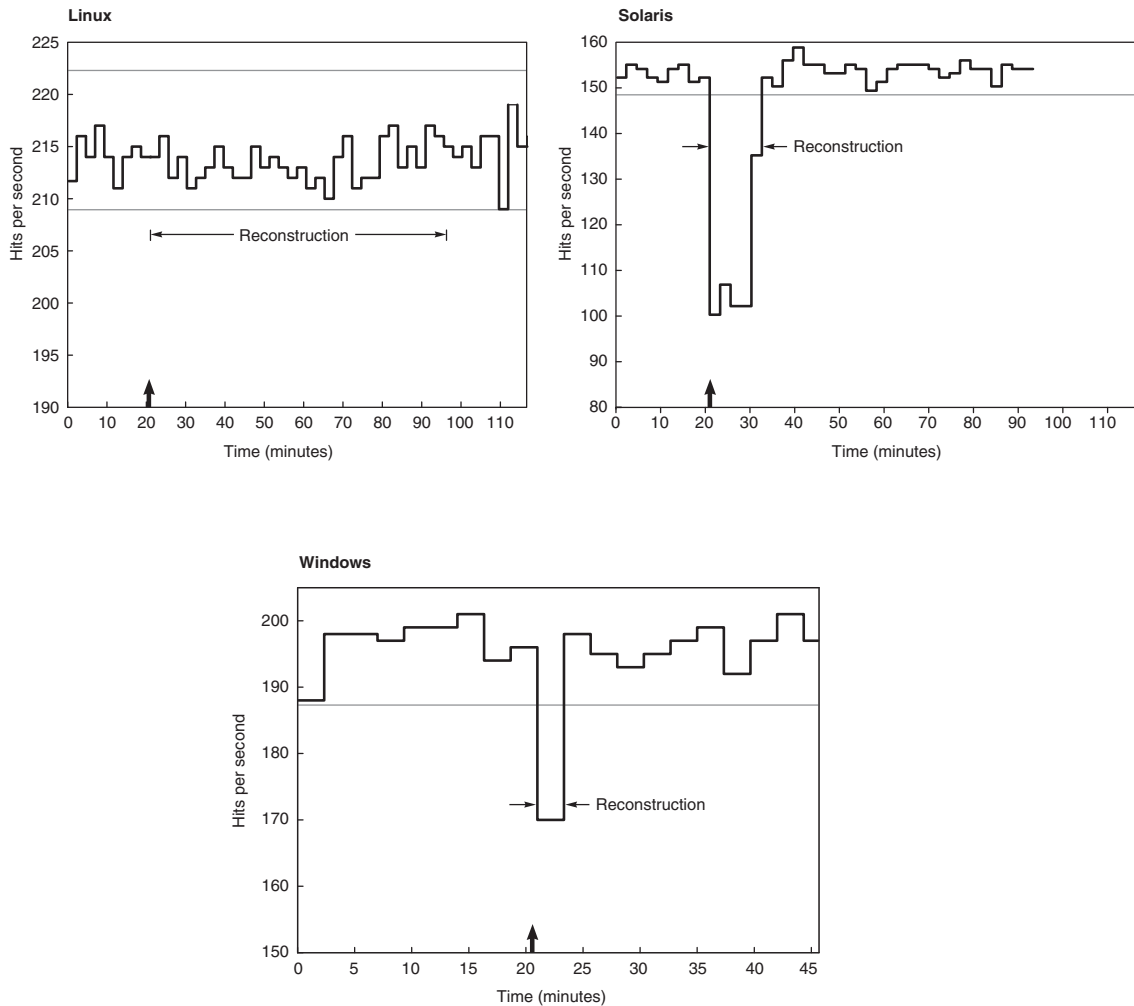 Linux
225
220
215
210
205
200
195
190
Hits per second
Reconstruction
0 10 20 30 40 50 60 70 80 90 100 110
Time (minutes)
Solaris
160
150
140
130
120
110
100
90
80
Hits per second
Reconstruction
0 10 20 30 40 50 60 70 80 90 100 110
Time (minutes)
Windows
200
190
180
170
160
150
Hits per second
Reconstruction
0 5 10 15 20 25 30 35 40 45
Time (minutes)